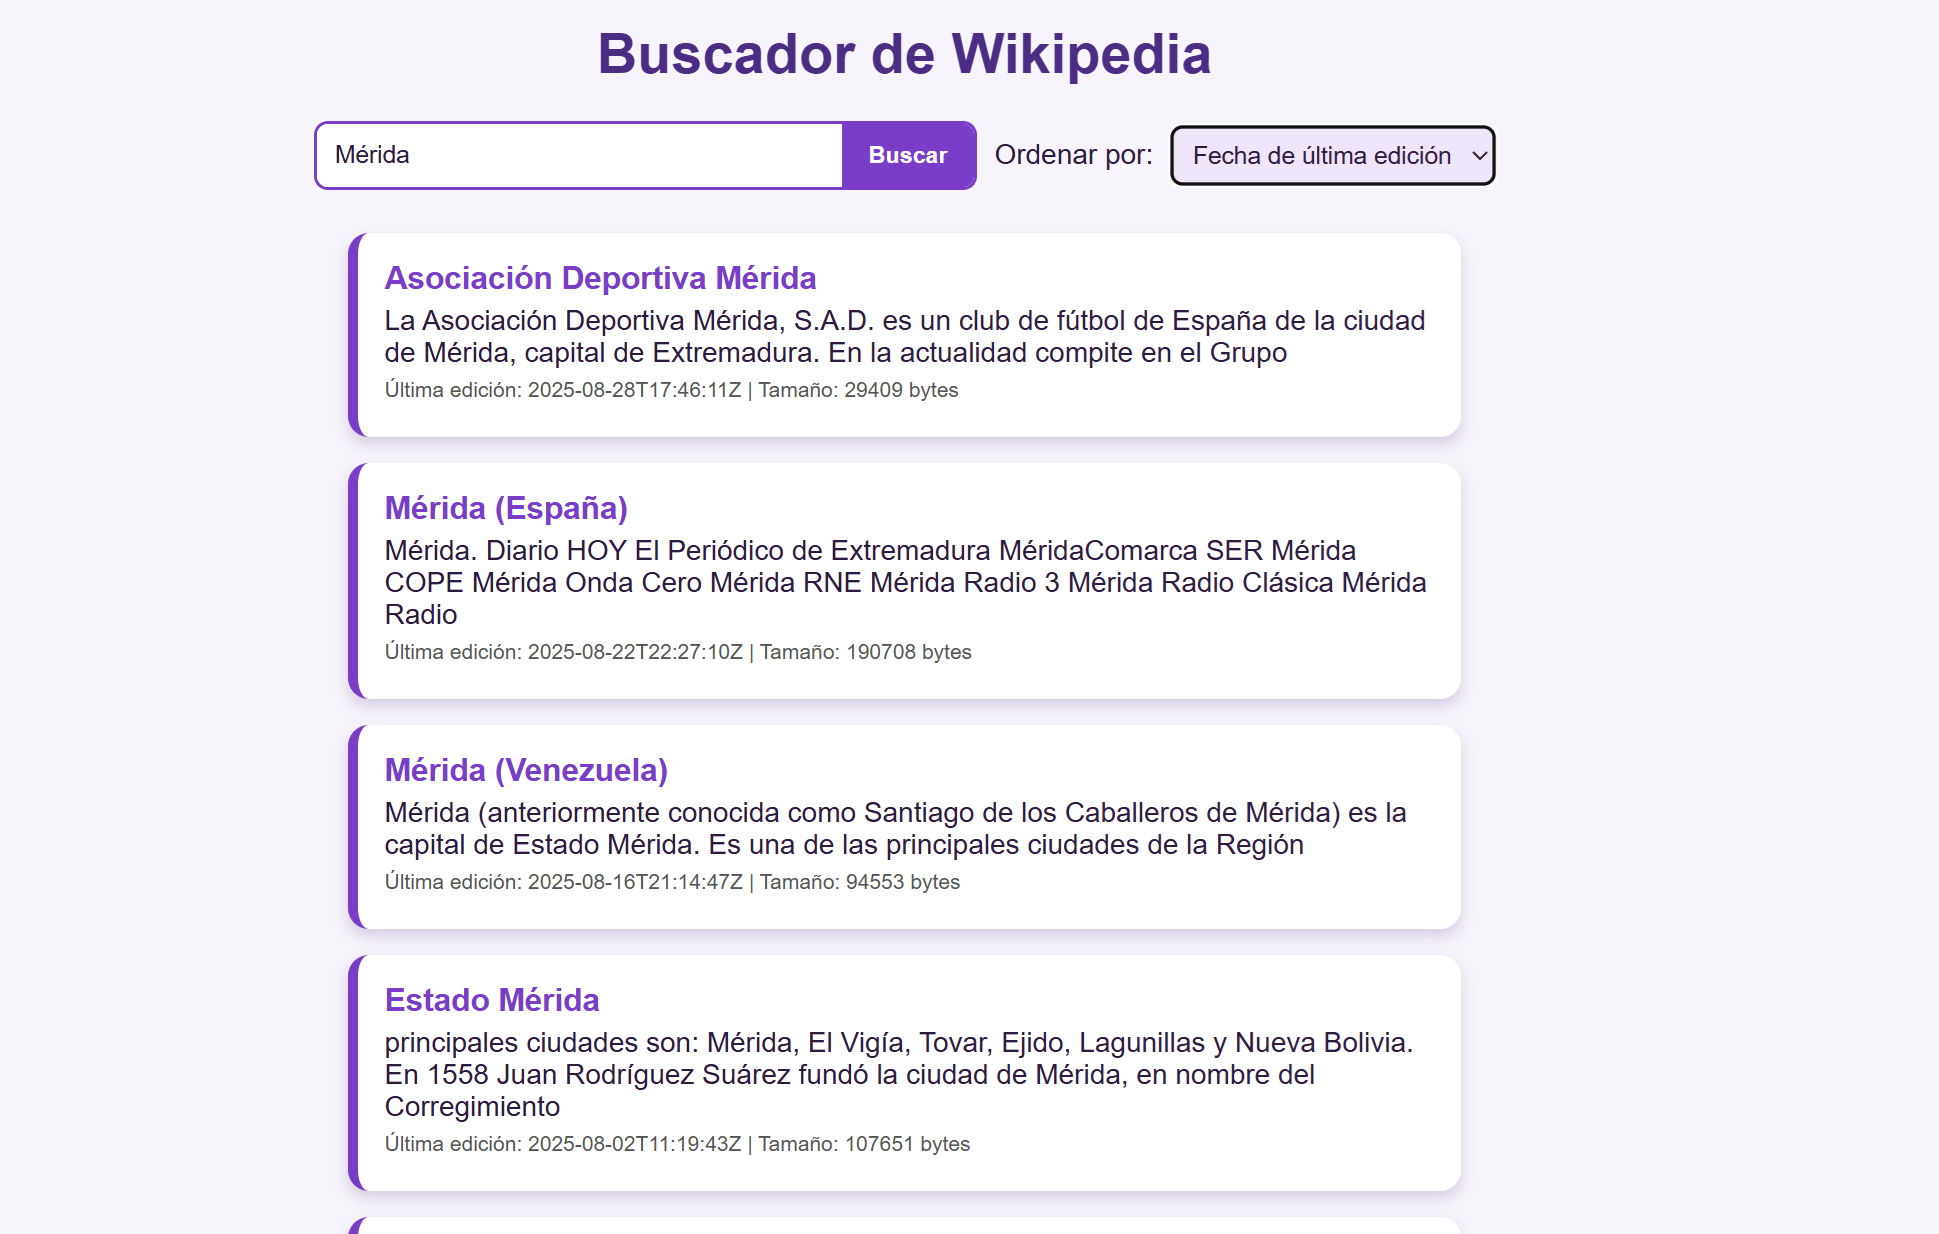 Buscador de Wikipedia
Mérida
Buscar
Ordenar por:
Fecha de última edición
Asociación Deportiva Mérida
La Asociación Deportiva Mérida, S.A.D. es un club de fútbol de España de la ciudad
de Mérida, capital de Extremadura. En la actualidad compite en el Grupo
Última edición: 2025-08-28T17:46:11Z | Tamaño: 29409 bytes
Mérida (España)
Mérida. Diario HOY El Periódico de Extremadura MéridaComarca SER Mérida
COPE Mérida Onda Cero Mérida RNE Mérida Radio 3 Mérida Radio Clásica Mérida
Radio
Última edición: 2025-08-22T22:27:10Z | Tamaño: 190708 bytes
Mérida (Venezuela)
Mérida (anteriormente conocida como Santiago de los Caballeros de Mérida) es la
capital de Estado Mérida. Es una de las principales ciudades de la Región
Última edición: 2025-08-16T21:14:47Z | Tamaño: 94553 bytes
Estado Mérida
principales ciudades son: Mérida, El Vigía, Tovar, Ejido, Lagunillas y Nueva Bolivia.
En 1558 Juan Rodríguez Suárez fundó la ciudad de Mérida, en nombre del
Corregimiento
Última edición: 2025-08-02T11:19:43Z | Tamaño: 107651 bytes